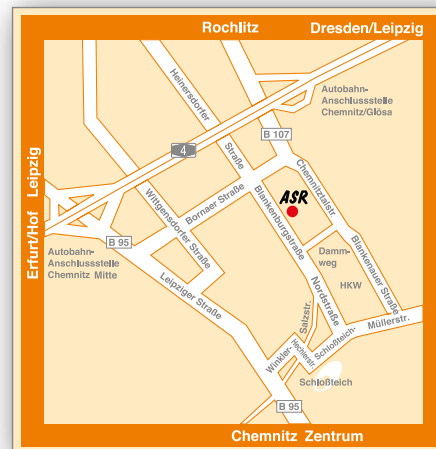 Rochlitz
Dresden/Leipzig
Erfurt/Hof Leipzig
Heinersdorfer
Straße
Autobahn-
Anschlussstelle
Chemnitz/Glösa
B 107
4
Chemnitztalstr.
Wittgensdorfer Straße
Bornaer Straße
Blankenburgstraße
ASR
B 95
Autobahn-
Anschlussstelle
Chemnitz Mitte
Leipziger Straße
Damm-
weg
HKW
Blankenauer Straße
Nordstraße
Salzstr.
Müllerstr.
Schloßteich-
Winkler-
Hechlerstr.
Schloßteich
B 95
Chemnitz Zentrum